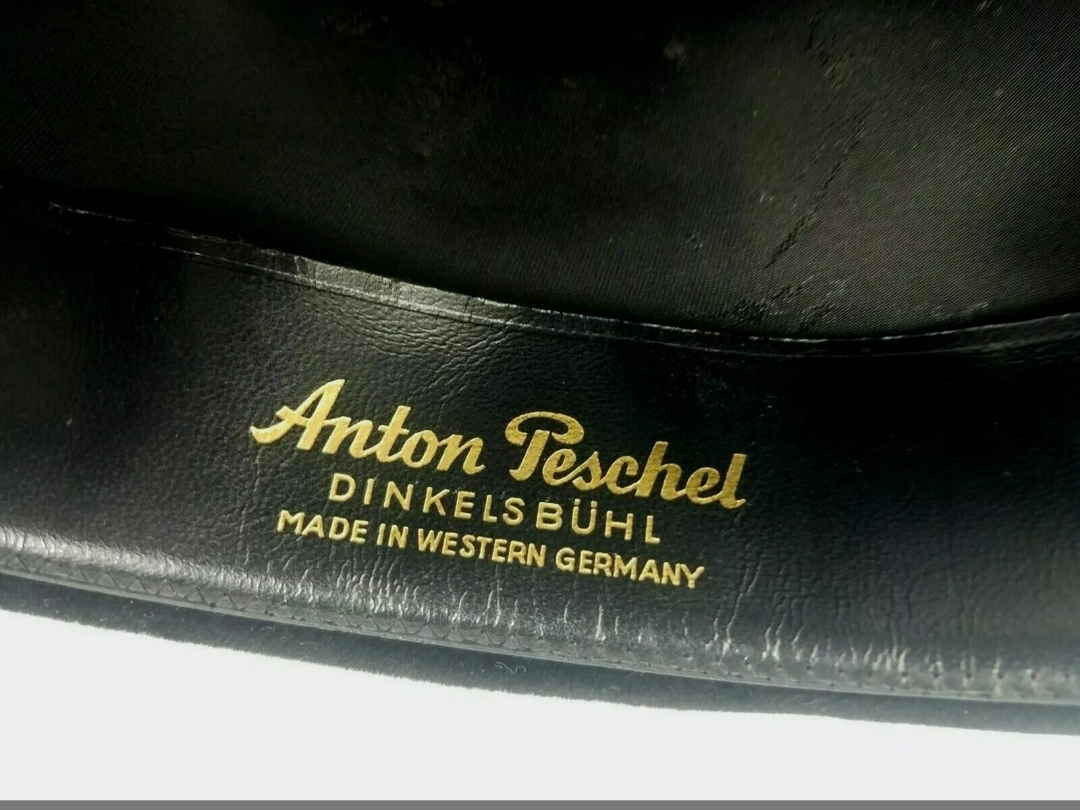 Anton Peschel
DINKELSBÜHL
MADE IN WESTERN GERMANY